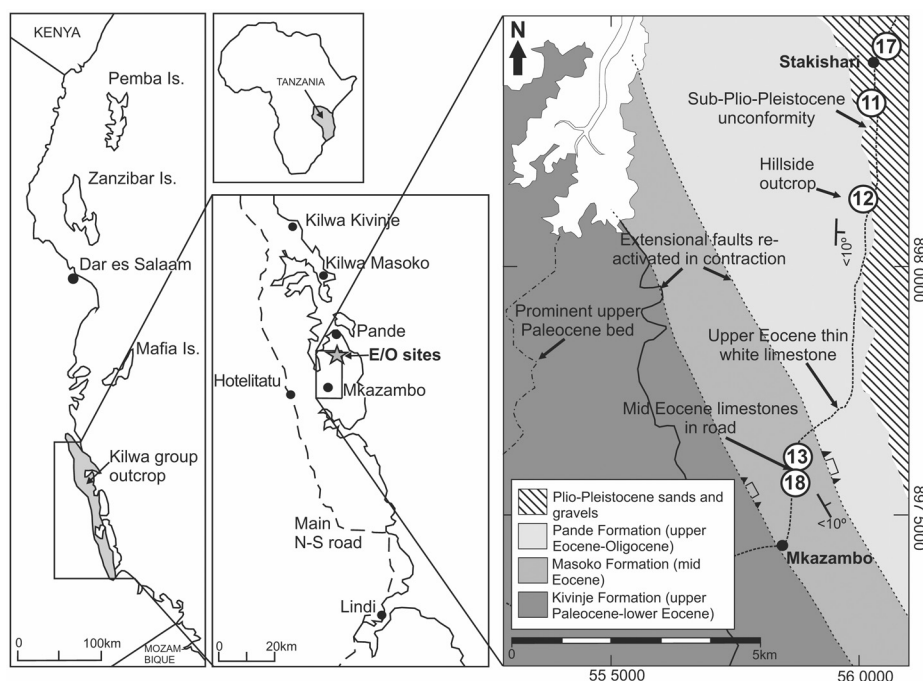 KENYA
Pemba Is.
Zanzibar Is.
Dar es Salaam
Mafia Is.
Kilwa group
outcrop
0
100km
MOZAM
BIQUE
TANZANIA
Kilwa Kivinje
Kilwa Masoko
Pande
E/O sites
Hotelitatu
Mkazambo
Main
N-S road
Lindi
0
20km
N
17
Stakishari
11
Sub-Plio-Pleistocene
unconformity
Hillside
outcrop
12
<10º
Extensional faults re-
activated in contraction
898 0000
Prominent upper
Paleocene bed
Upper Eocene thin
white limestone
Mid Eocene limestones
in road
13
18
<10º
897 5000
Mkazambo
Plio-Pleistocene sands and
gravels
Pande Formation (upper
Eocene-Oligocene)
Masoko Formation (mid
Eocene)
Kivinje Formation (upper
Paleocene-lower Eocene)
0
5km
55 5000
56 0000